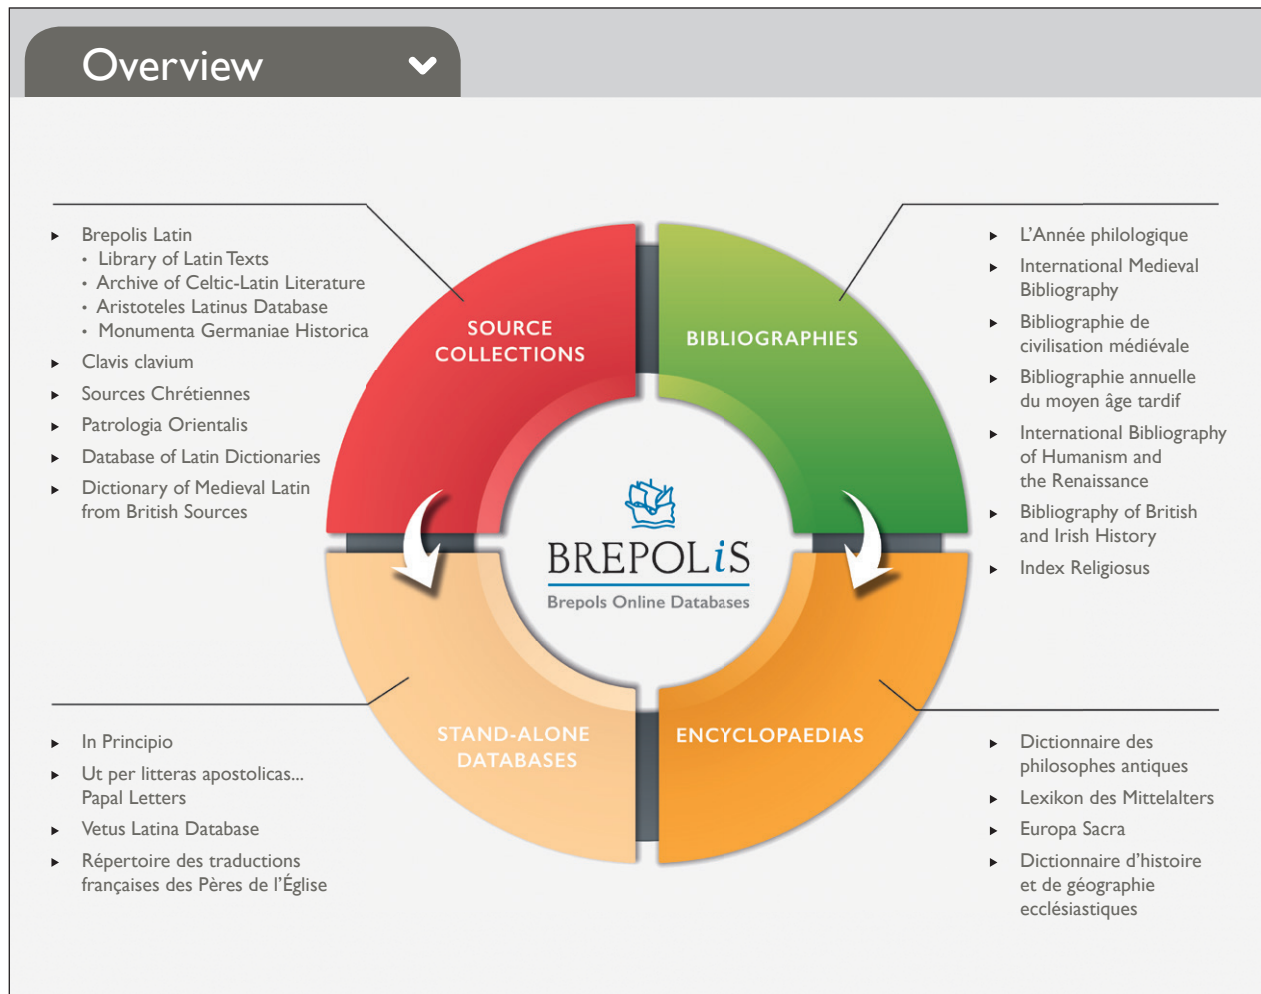 Overview
▸ Brepolis Latin
• Library of Latin Texts
• Archive of Celtic-Latin Literature
• Aristoteles Latinus Database
• Monumenta Germaniae Historica
▸ Clavis clavium
▸ Sources Chrétiennes
▸ Patrologia Orientalis
▸ Database of Latin Dictionaries
▸ Dictionary of Medieval Latin
from British Sources
SOURCE
COLLECTIONS
BIBLIOGRAPHIES
▸ L'Année philologique
▸ International Medieval
Bibliography
▸ Bibliographie de
civilisation médiévale
▸ Bibliographie annuelle
du moyen âge tardif
▸ International Bibliography
of Humanism and
the Renaissance
▸ Bibliography of British
and Irish History
▸ Index Religiosus
BREPOLiS
Brepols Online Databases
STAND-ALONE
DATABASES
ENCYCLOPAEDIAS
▸ In Principio
▸ Ut per litteras apostolicas...
Papal Letters
▸ Vetus Latina Database
▸ Répertoire des traductions
françaises des Pères de l'Église
▸ Dictionnaire des
philosophes antiques
▸ Lexikon des Mittelalters
▸ Europa Sacra
▸ Dictionnaire d'histoire
et de géographie
ecclésiastiques